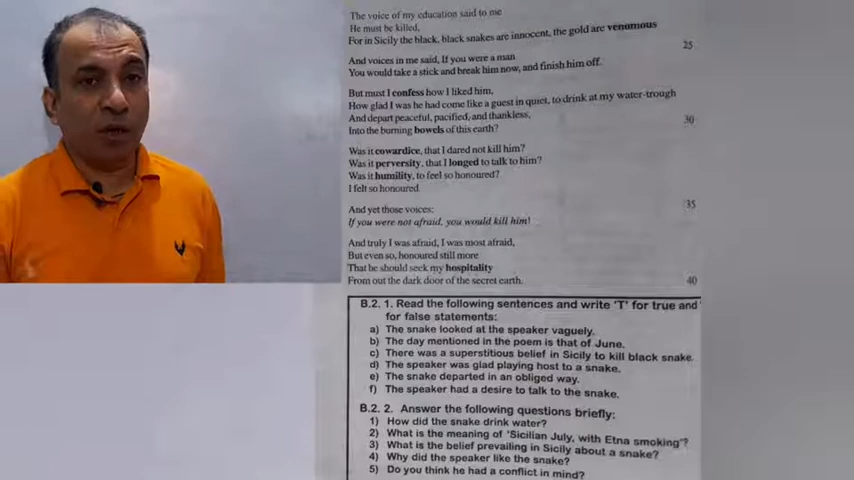 The voice of my education said to me
He must be killed,
For in Sicily the black, black snakes are innocent, the gold are venomous
25
And voices in me said, If you were a man
You would take a stick and break him now, and finish him off.
But must I confess how I liked him,
How glad I was he had come like a guest in quiet, to drink at my water-trough
And depart peaceful, pacified, and thankless,
30
Into the burning bowels of this earth?
Was it cowardice, that I dared not kill him?
Was it perversity, that I longed to talk to him?
Was it humility, to feel so honoured?
I felt so honoured.
35
And yet those voices:
If you were not afraid, you would kill him!
And truly I was afraid, I was most afraid,
But even so, honoured still more
That he should seek my hospitality
From out the dark door of the secret earth.
40
B.2. 1. Read the following sentences and write 'T' for true and
for false statements:
a) The snake looked at the speaker vaguely.
b) The day mentioned in the poem is that of June.
c) There was a superstitious belief in Sicily to kill black snake.
d) The speaker was glad playing host to a snake.
e) The snake departed in an obliged way.
f) The speaker had a desire to talk to the snake.
B.2. 2. Answer the following questions briefly:
1) How did the snake drink water?
2) What is the meaning of 'Sicilian July, with Etna smoking'?
3) What is the belief prevailing in Sicily about a snake?
4) Why did the speaker like the snake?
5) Do you think he had a conflict in mind?